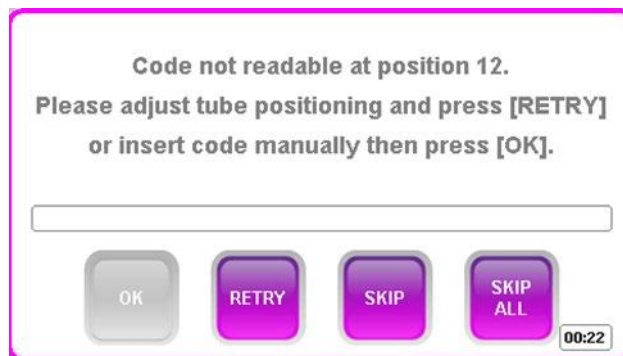 Code not readable at position 12.
Please adjust tube positioning and press [RETRY]
or insert code manually then press [OK].
OK
RETRY
SKIP
SKIP
ALL
00:22